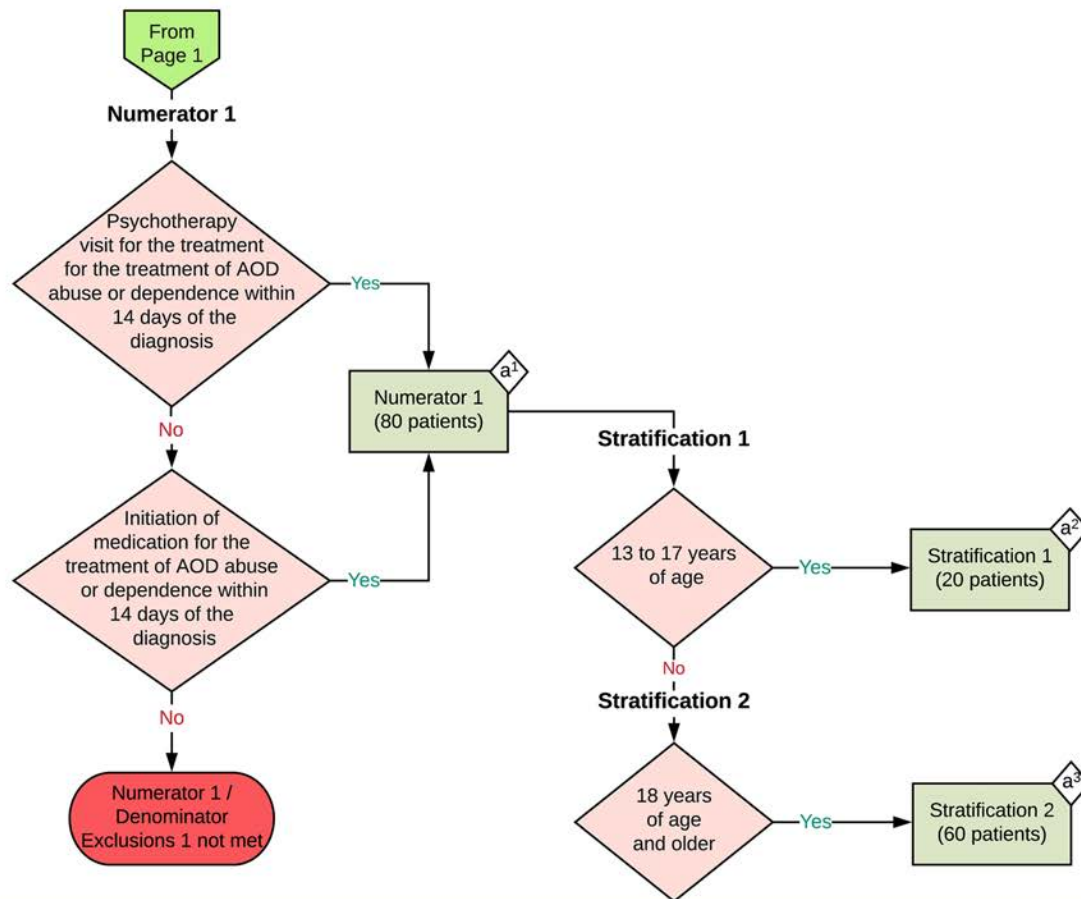 From
Page 1
Numerator 1
Psychotherapy
visit for the treatment
for the treatment of AOD
abuse or dependence within
14 days of the
diagnosis
Yes
No
Initiation of
medication for the
treatment of AOD abuse
or dependence within
14 days of the
diagnosis
Yes
No
Numerator 1 /
Denominator
Exclusions 1 not met
a¹
Numerator 1
(80 patients)
Stratification 1
13 to 17 years
of age
Yes
a²
Stratification 1
(20 patients)
No
Stratification 2
18 years
of age
and older
Yes
a³
Stratification 2
(60 patients)